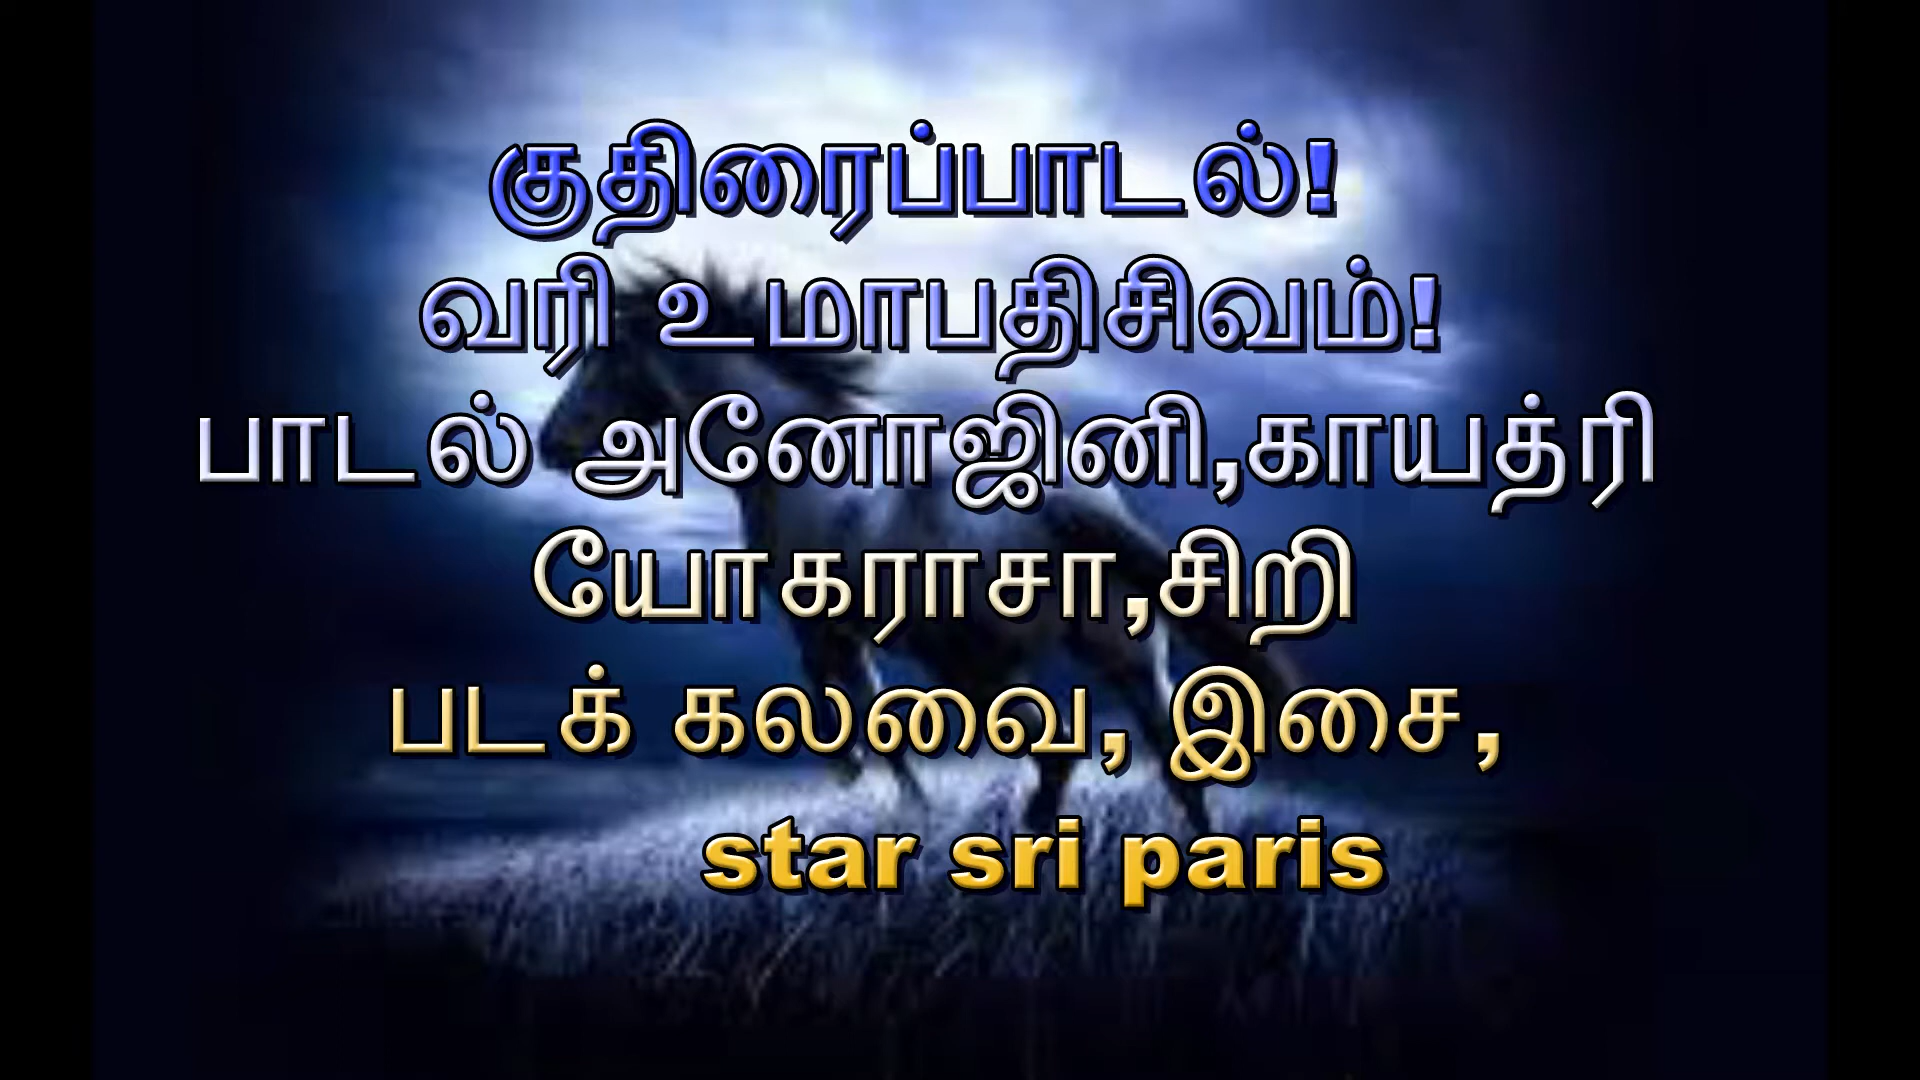 குதிரைப்பாடல்!
வரி உமாபதிசிவம்!
பாடல் அனோஜினி,காயத்ரி
யோகராசா,சிறி
படக் கலவை, இசை,
star sri paris